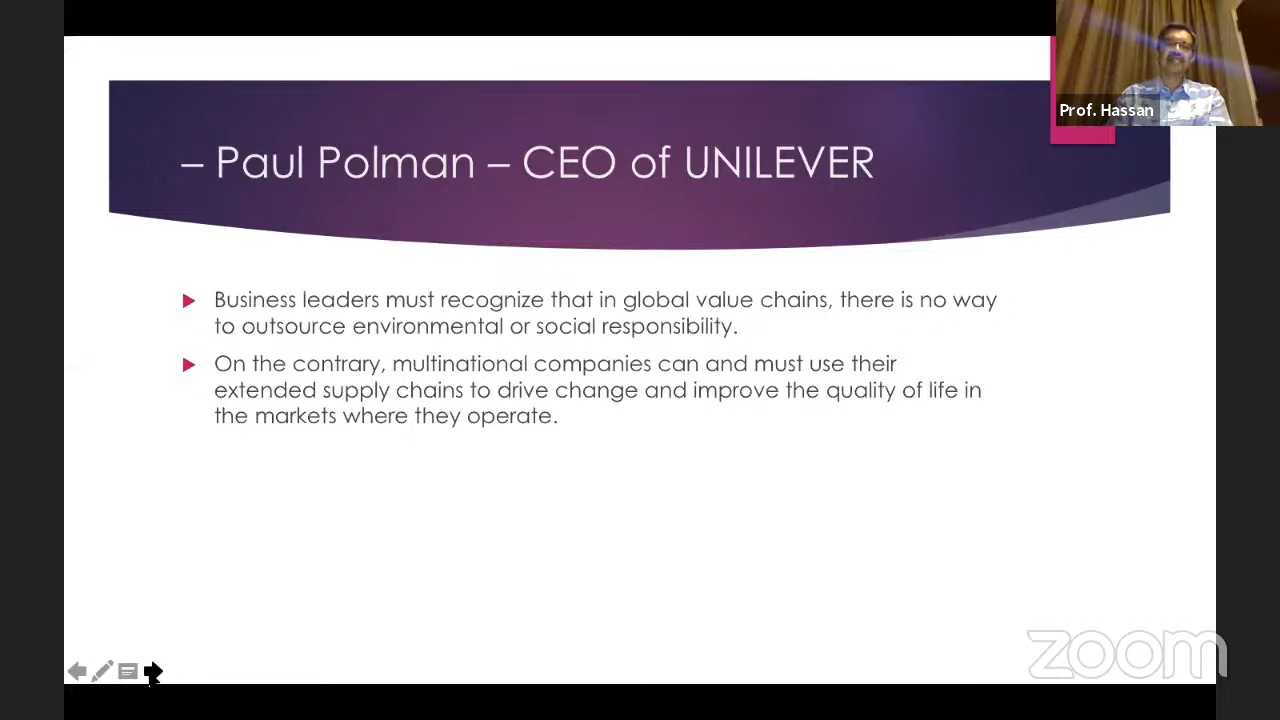 Prof. Hassan
– Paul Polman – CEO of UNILEVER
Business leaders must recognize that in global value chains, there is no way
to outsource environmental or social responsibility.
On the contrary, multinational companies can and must use their
extended supply chains to drive change and improve the quality of life in
the markets where they operate.
zoom